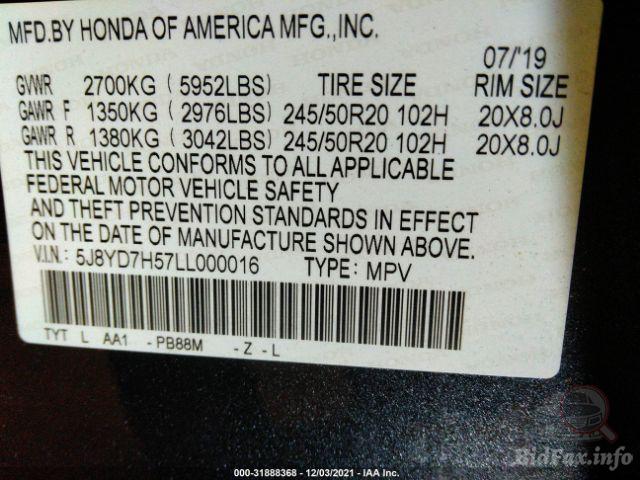 MFD.BY HONDA OF AMERICA MFG.,INC.
07/'19
GVWR 2700KG (5952LBS) TIRE SIZE RIM SIZE
GAWR F 1350KG (2976LBS) 245/50R20 102H 20X8.0J
GAWR R 1380KG (3042LBS) 245/50R20 102H 20X8.0J
THIS VEHICLE CONFORMS TO ALL APPLICABLE
FEDERAL MOTOR VEHICLE SAFETY
AND THEFT PREVENTION STANDARDS IN EFFECT
ON THE DATE OF MANUFACTURE SHOWN ABOVE.
V.I.N.: 5J8YD7H57LL000016 TYPE: MPV
TYT L AA1 -PB88M -Z -L
BidFax.info
000-31888368 - 12/03/2021 - IAA Inc.